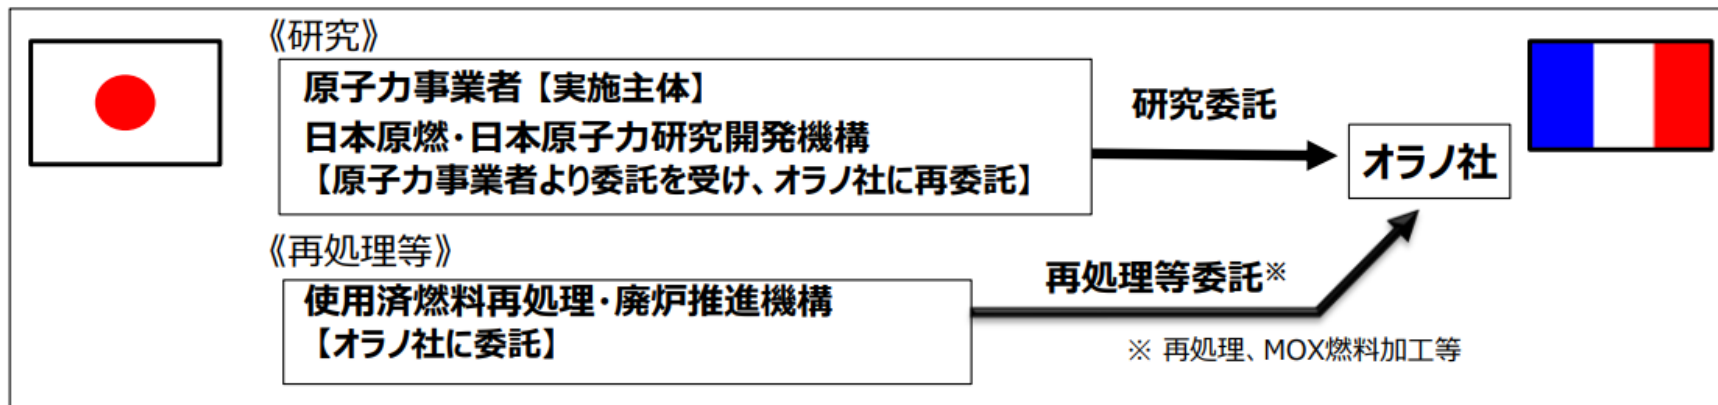 《研究》
原子力事業者【実施主体】
日本原燃・日本原子力研究開発機構
【原子力事業者より委託を受け、オラノ社に再委託】
研究委託
オラノ社
《再処理等》
使用済燃料再処理・廃炉推進機構
【オラノ社に委託】
再処理等委託※
※ 再処理、MOX燃料加工等